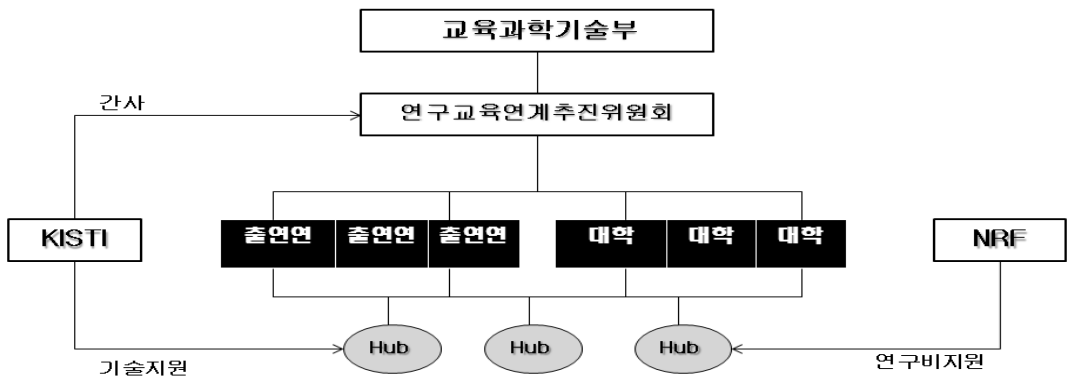 교육과학기술부
간사
연구교육연계추진위원회
KISTI
출연연 출연연 출연연 대학 대학 대학
NRF
Hub Hub Hub
기술지원
연구비지원